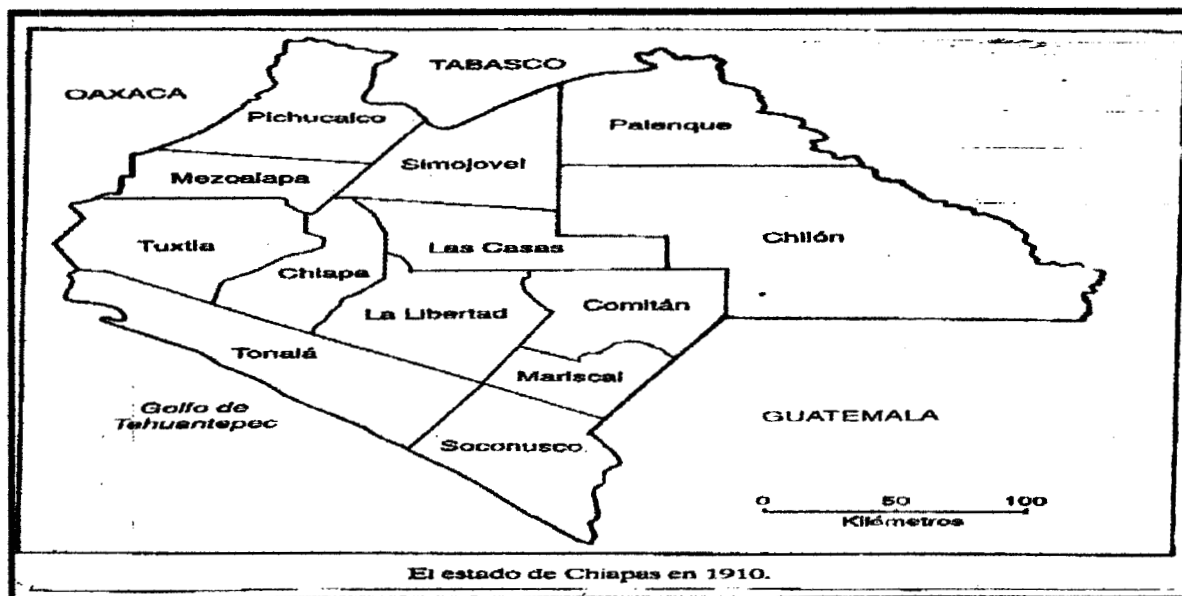 TABASCO
OAXACA
Pichucalco
Palenque
Simojovel
Mezcalapa
Tuxtla
Las Casas
Chilón
Chiapa
Comitán
La Libertad
Tonalá
Mariscal
Golfo de
Tehuantepec
GUATEMALA
Soconusco
0 50 100
Kilómetros
El estado de Chiapas en 1910.